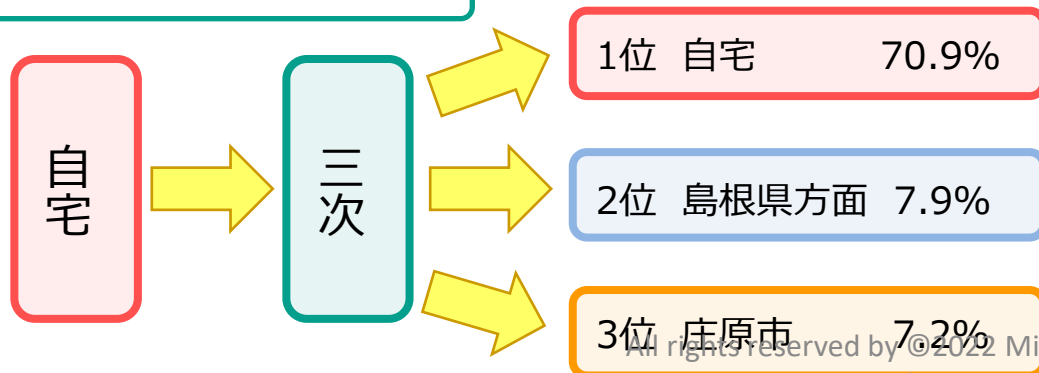 自宅
三次
1位 自宅 70.9%
2位 島根県方面 7.9%
3位 庄原市 7.2%
All rights reserved by ©2022 Mi